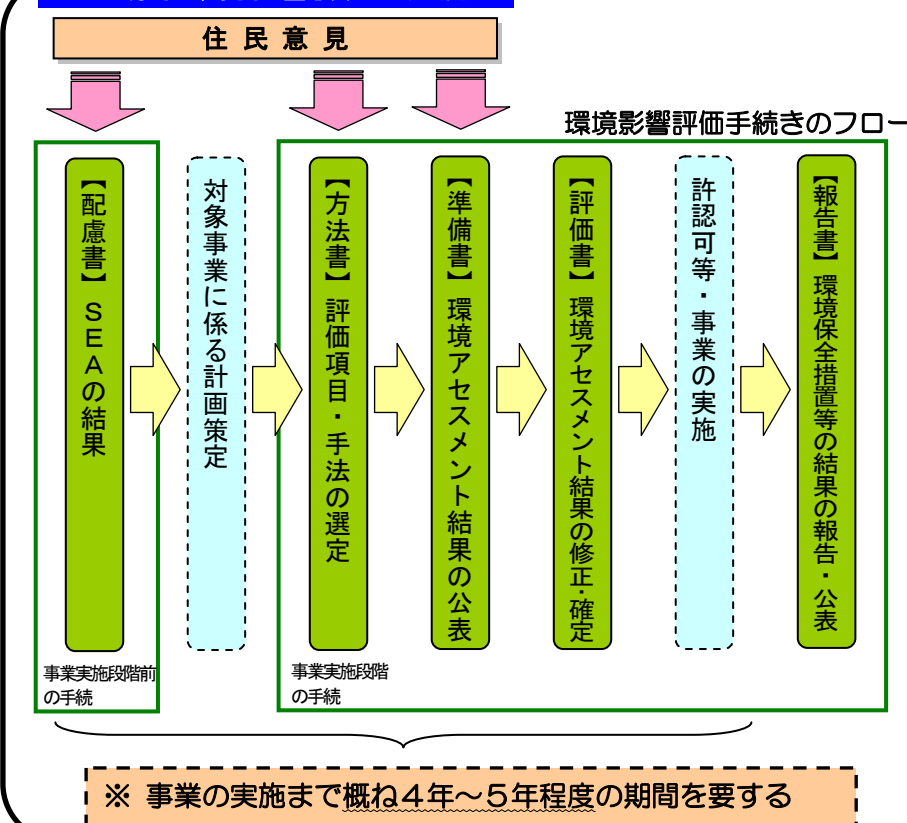 住民意見
環境影響評価手続きのフロー
【配慮書】SEAの結果
対象事業に係る計画策定
【方法書】評価項目・手法の選定
【準備書】環境アセスメント結果の公表
【評価書】環境アセスメント結果の修正・確定
許認可等・事業の実施
【報告書】環境保全措置等の結果の報告・公表
事業実施段階前
の手続
事業実施段階
の手続
※ 事業の実施まで概ね4年～5年程度の期間を要する